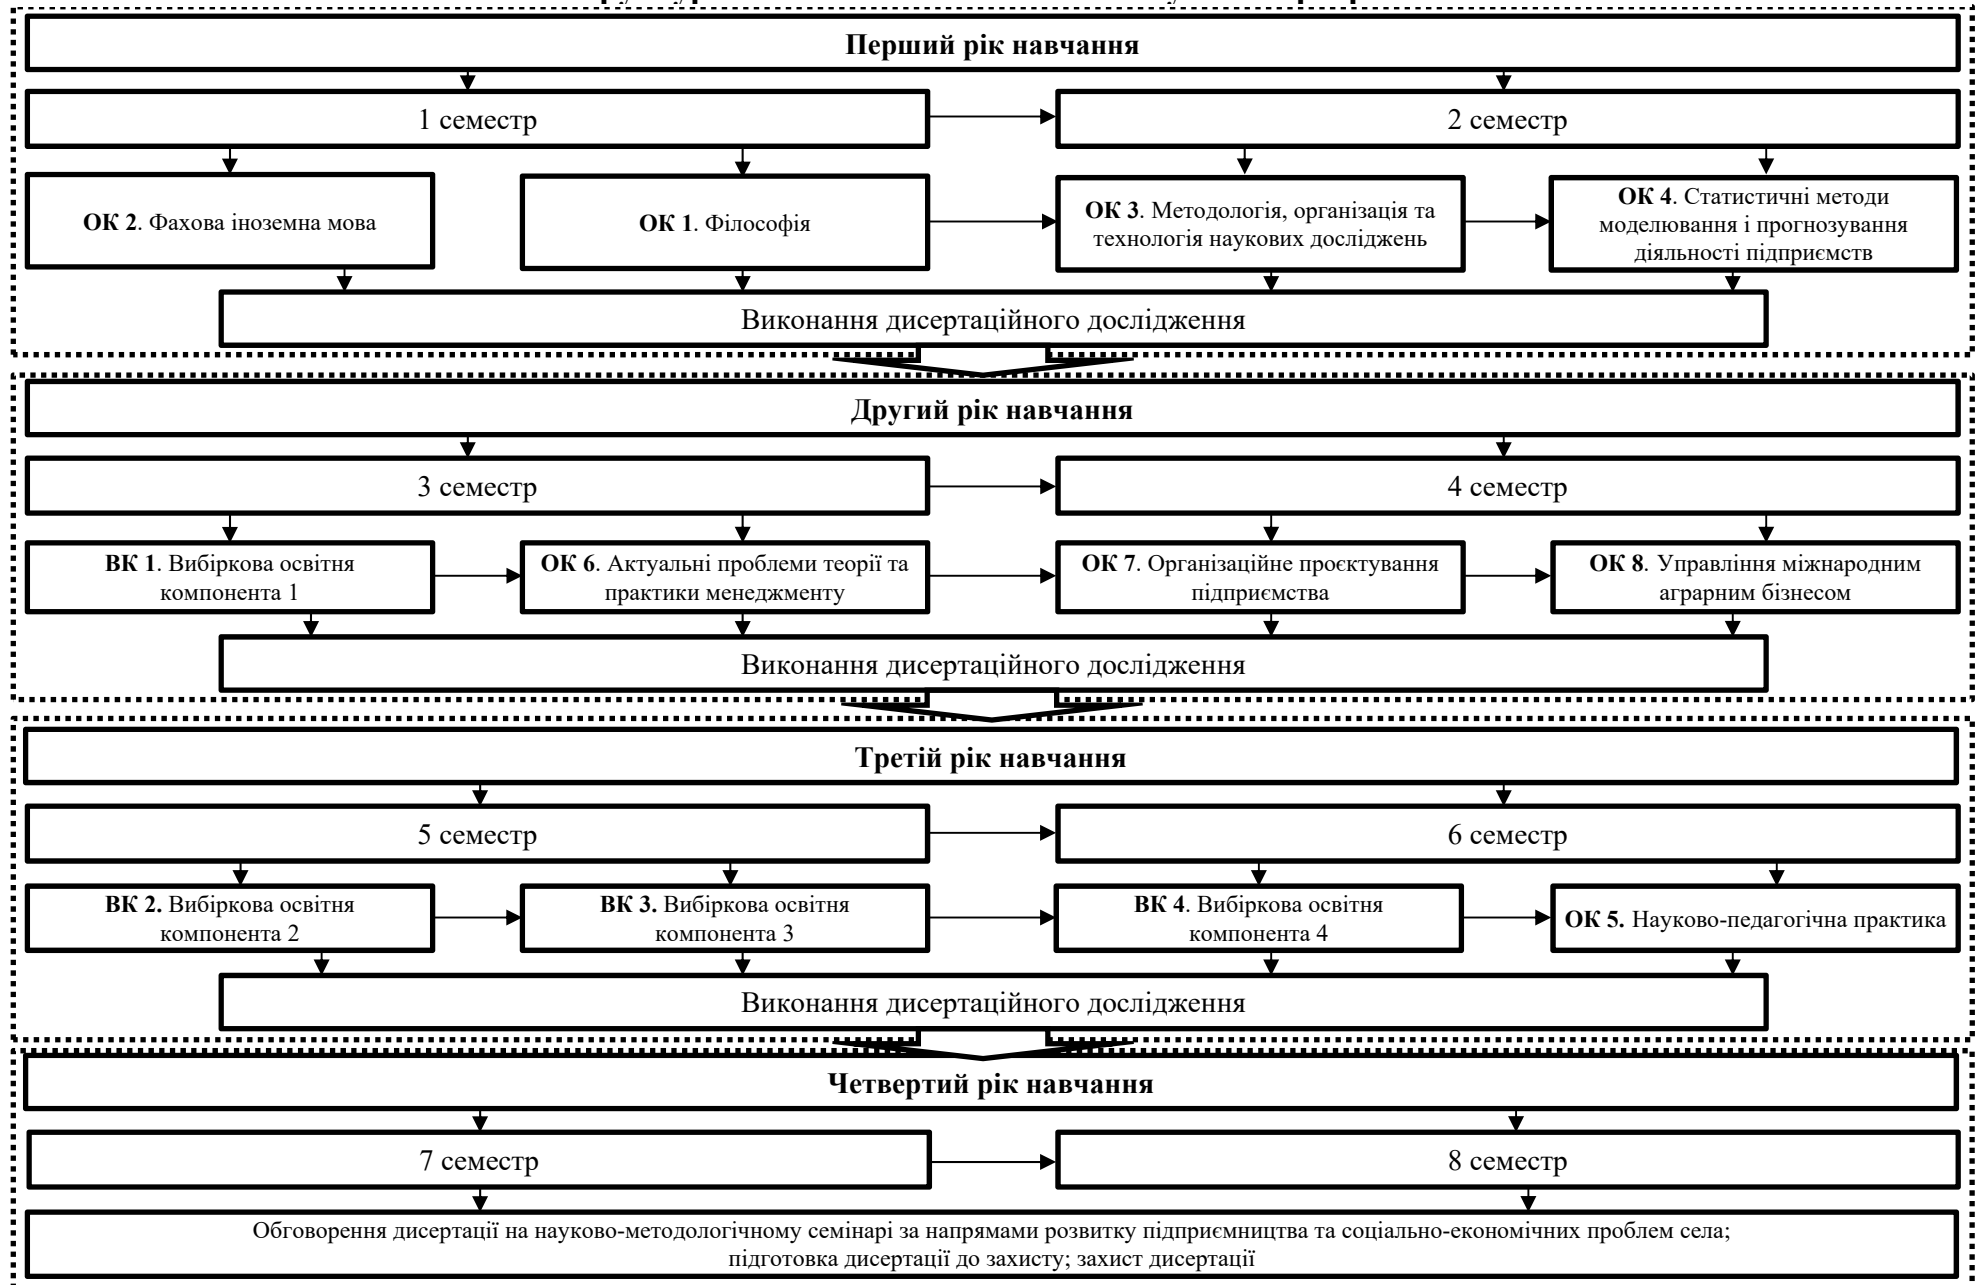 Перший рік навчання
1 семестр
2 семестр
ОК 2. Фахова іноземна мова
ОК 1. Філософія
ОК 3. Методологія, організація та
технологія наукових досліджень
ОК 4. Статистичні методи
моделювання і прогнозування
діяльності підприємств
Виконання дисертаційного дослідження
Другий рік навчання
3 семестр
4 семестр
ВК 1. Вибіркова освітня
компонента 1
ОК 6. Актуальні проблеми теорії та
практики менеджменту
ОК 7. Організаційне проєктування
підприємства
ОК 8. Управління міжнародним
аграрним бізнесом
Виконання дисертаційного дослідження
Третій рік навчання
5 семестр
6 семестр
ВК 2. Вибіркова освітня
компонента 2
ВК 3. Вибіркова освітня
компонента 3
ВК 4. Вибіркова освітня
компонента 4
ОК 5. Науково-педагогічна практика
Виконання дисертаційного дослідження
Четвертий рік навчання
7 семестр
8 семестр
Обговорення дисертації на науково-методологічному семінарі за напрямами розвитку підприємництва та соціально-економічних проблем села;
підготовка дисертації до захисту; захист дисертації